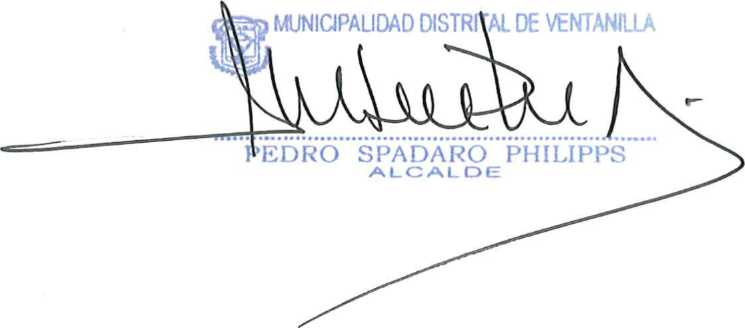 MUNICIPALIDAD DISTRITAL DE VENTANILLA
PEDRO SPADARO PHILIPPS
ALCALDE